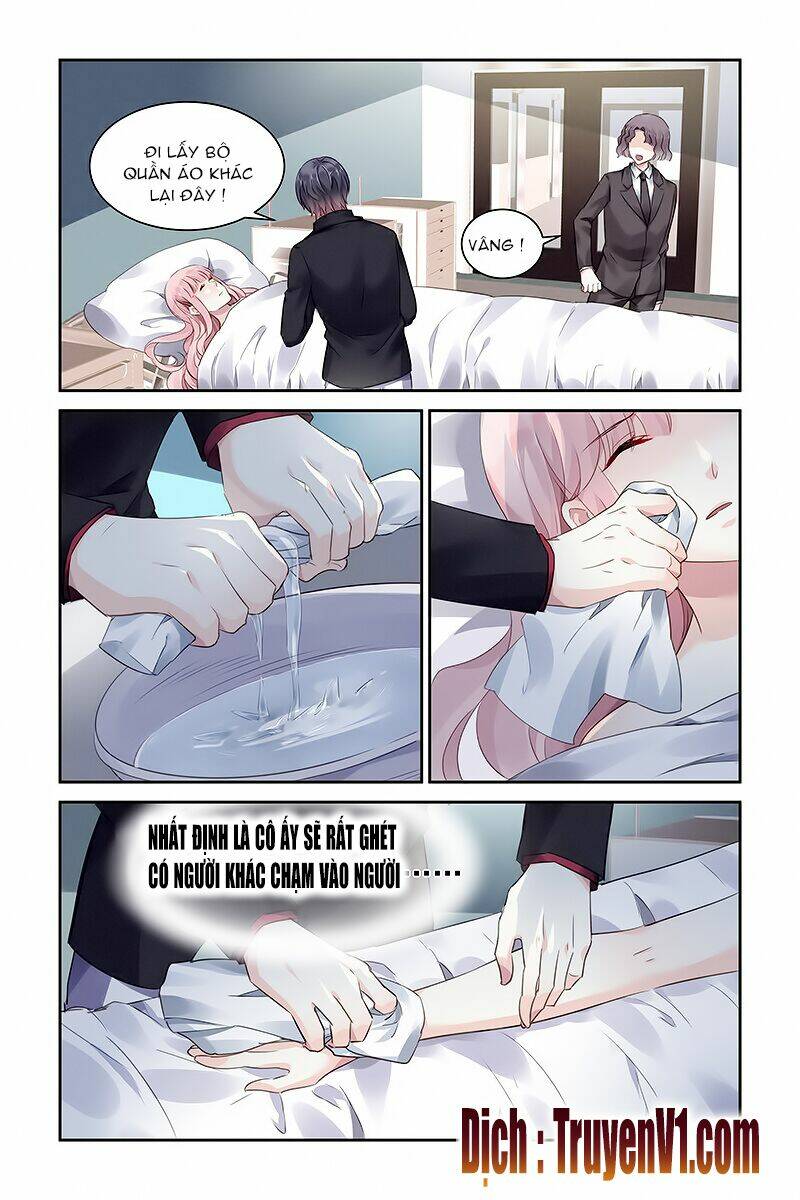 ĐI LẤY BỘ
QUẦN ÁO KHÁC
LẠI ĐÂY !
VÂNG !
NHẤT ĐỊNH LÀ CÔ ẤY SẼ RẤT GHÉT
CÓ NGƯỜI KHÁC CHẠM VÀO NGƯỜI ......
Dịch : TruyenV1.com